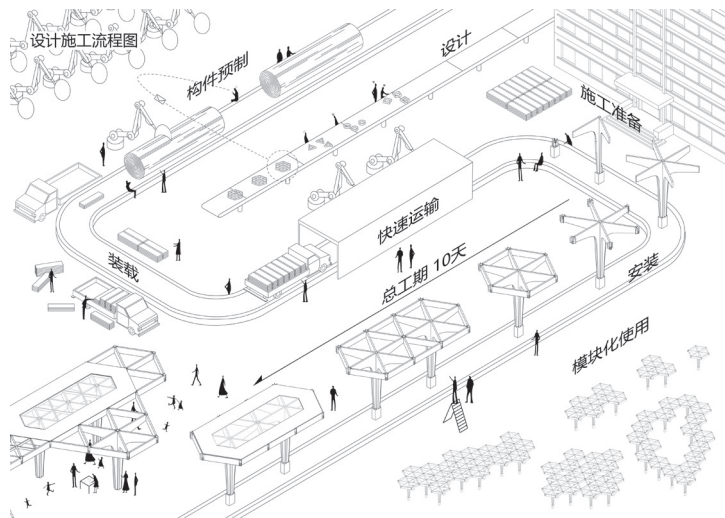 设计施工流程图
构件预制
设计
施工准备
快速运输
装载
总工期 10天
安装
模块化使用